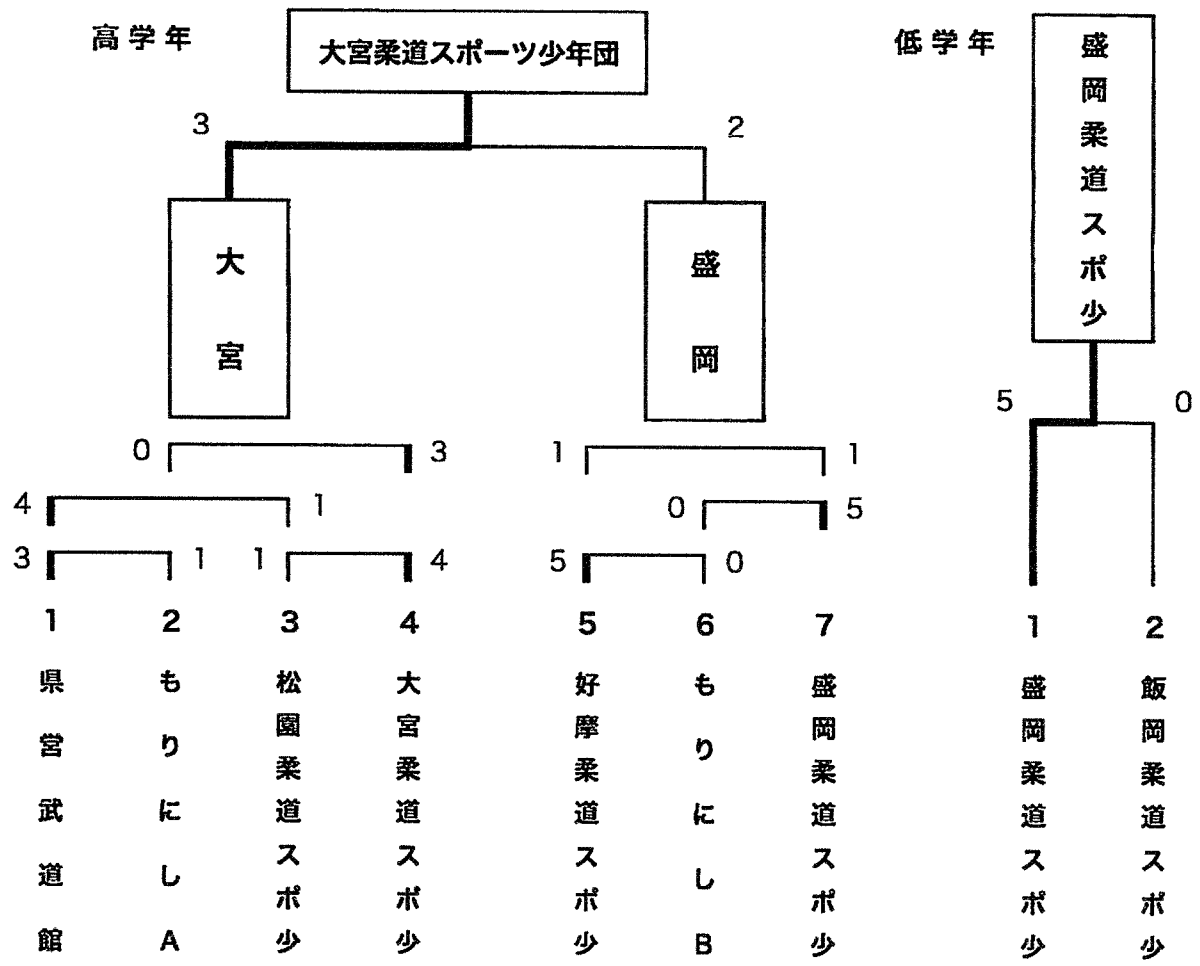 高学年
大宮柔道スポーツ少年団
低学年
盛岡柔道スポ少
3
2
大宮
盛岡
5
0
0
3
1
1
4
1
0
5
3
1
1
4
5
0
1
2
3
4
5
6
7
1
2
県営武道館
もりにしA
松園柔道スポ少
大宮柔道スポ少
好摩柔道スポ少
もりにしB
盛岡柔道スポ少
盛岡柔道スポ少
飯岡柔道スポ少